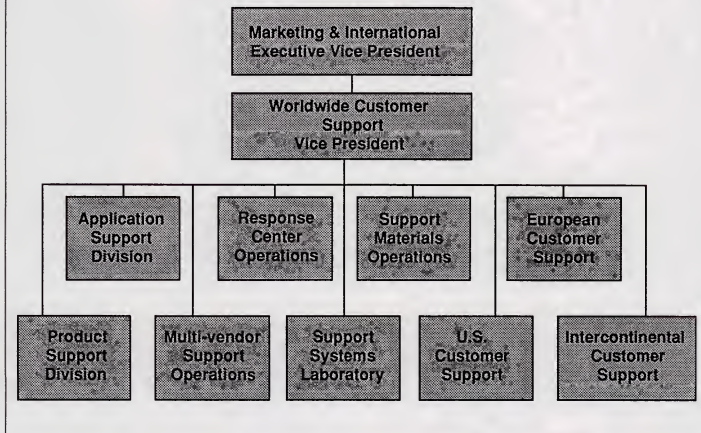 Marketing & International
Executive Vice President
Worldwide Customer
Support
Vice President
Application
Support
Division
Response
Center
Operations
Support
Materials
Operations
European
Customer
Support
Product
Support
Division
Multi-vendor
Support
Operations
Support
Systems
Laboratory
U.S.
Customer
Support
Intercontinental
Customer
Support